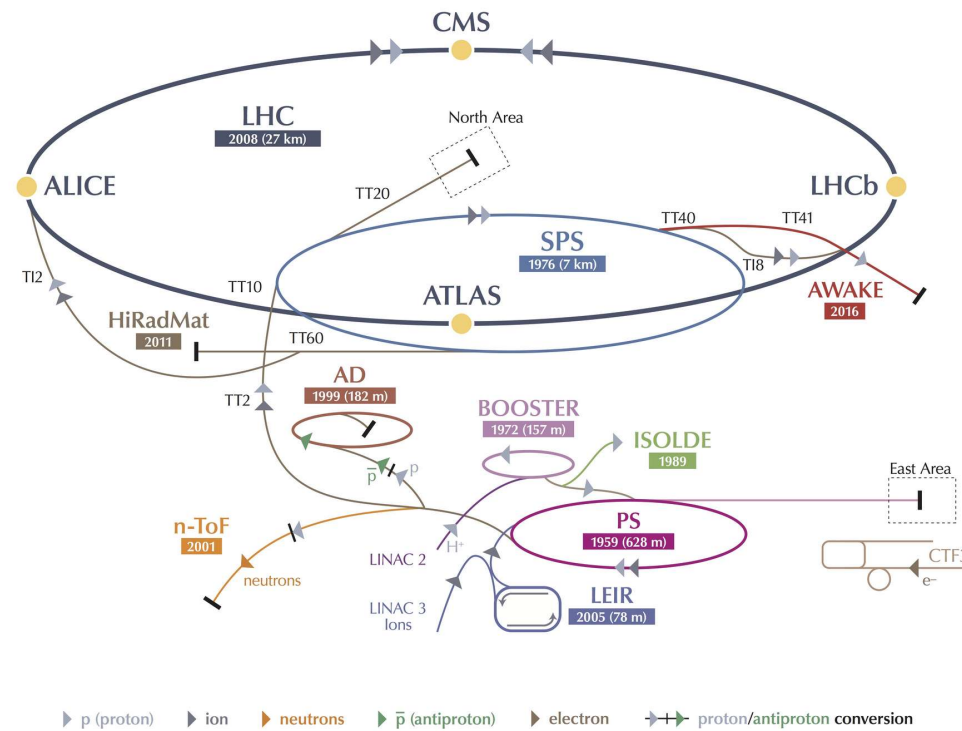 CMS
LHC
2008 (27 km)
North Area
ALICE
LHCb
TT20
TT40
TT41
SPS
1976 (7 km)
TI8
TI2
TT10
ATLAS
AWAKE
2016
HiRadMat
2011
TT60
AD
1999 (182 m)
TT2
BOOSTER
1972 (157 m)
ISOLDE
1989
p̅
p
East Area
n-ToF
2001
PS
1959 (628 m)
H⁺
LINAC 2
neutrons
CTF3
e⁻
LINAC 3
Ions
LEIR
2005 (78 m)
p (proton)
ion
neutrons
p̅ (antiproton)
electron
proton/antiproton conversion